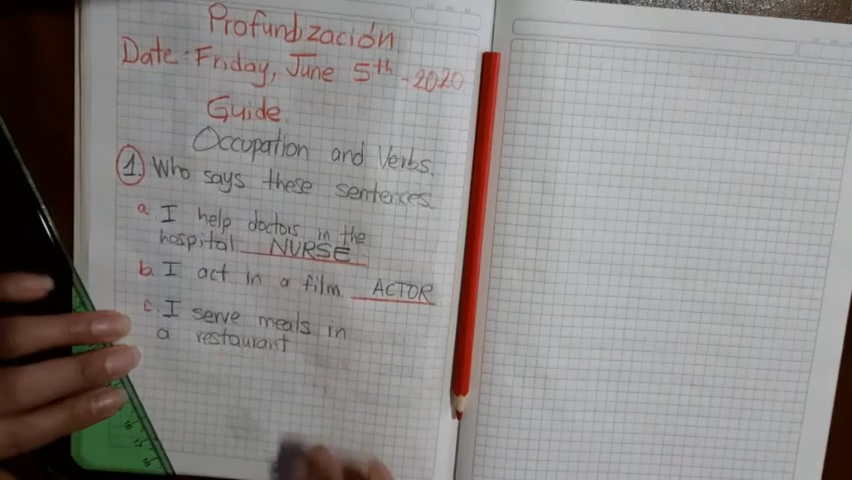 Profundización
Date: Friday, June 5th - 2020
Guide.
Occupation and Verbs.
1. Who says these sentences.
a. I help doctors in the
hospital NURSE
b. I act in a film ACTOR
c. I serve meals in
a restaurant